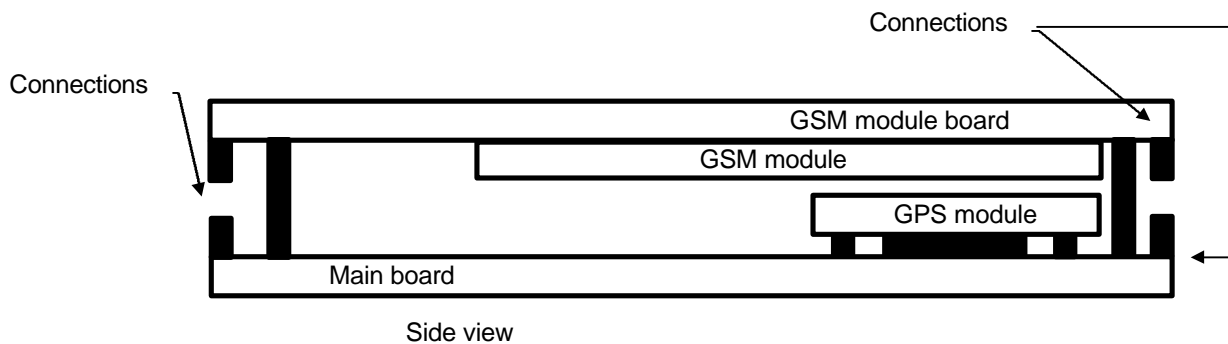 Connections
Connections
GSM module board
GSM module
GPS module
Main board
Side view